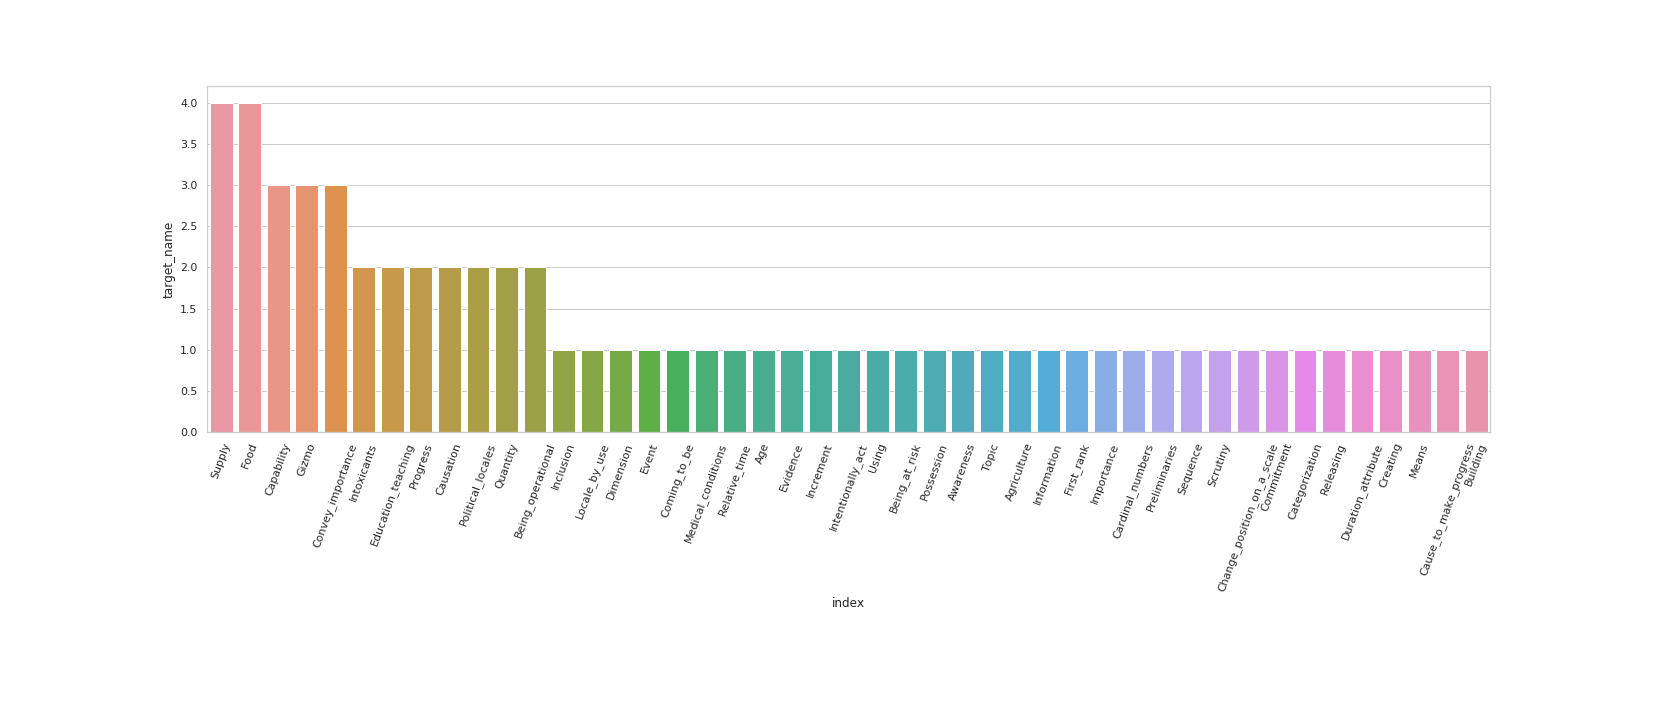 4.0
3.5
3.0
2.5
2.0
1.5
1.0
0.5
0.0
target_name
Supply
Food
Capability
Gizmo
Convey_importance
Intoxicants
Education_teaching
Progress
Causation
Political_locales
Quantity
Being_operational
Inclusion
Locale_by_use
Dimension
Event
Coming_to_be
Medical_conditions
Relative_time
Age
Evidence
Increment
Intentionally_act
Using
Being_at_risk
Possession
Awareness
Topic
Agriculture
Information
First_rank
Importance
Cardinal_numbers
Preliminaries
Sequence
Scrutiny
Change_position_on_a_scale
Commitment
Categorization
Releasing
Duration_attribute
Creating
Means
Cause_to_make_progress
Building
index